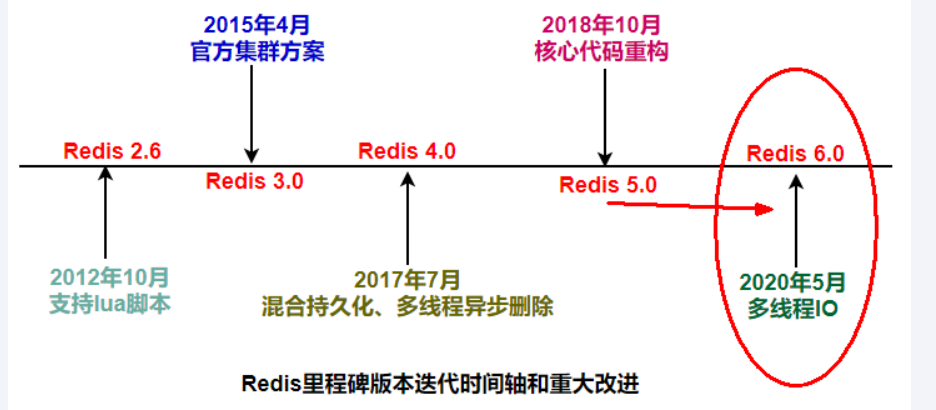 2015年4月
官方集群方案
2018年10月
核心代码重构
Redis 2.6
Redis 3.0
Redis 4.0
Redis 5.0
Redis 6.0
2012年10月
支持lua脚本
2017年7月
混合持久化、多线程异步删除
2020年5月
多线程IO
Redis里程碑版本迭代时间轴和重大改进